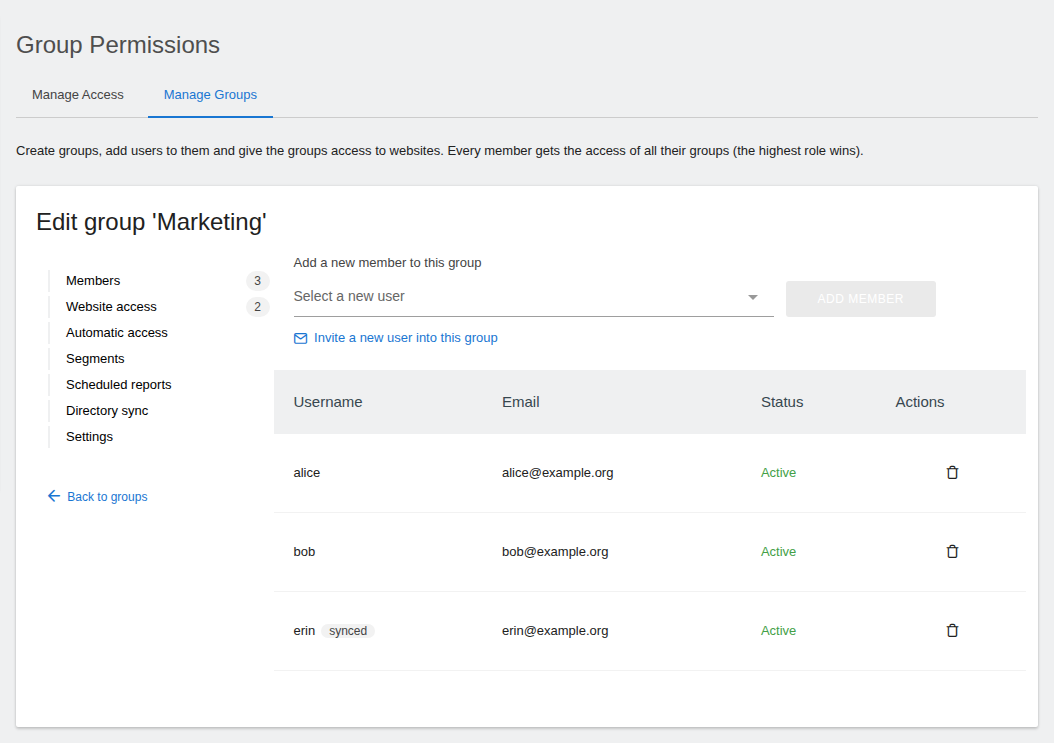 Group Permissions
Manage Access
Manage Groups
Create groups, add users to them and give the groups access to websites. Every member gets the access of all their groups (the highest role wins).
Edit group 'Marketing'
Members 3
Website access 2
Automatic access
Segments
Scheduled reports
Directory sync
Settings
Back to groups
Add a new member to this group
Select a new user
ADD MEMBER
Invite a new user into this group
Username Email Status Actions
alice alice@example.org Active
bob bob@example.org Active
erin synced erin@example.org Active